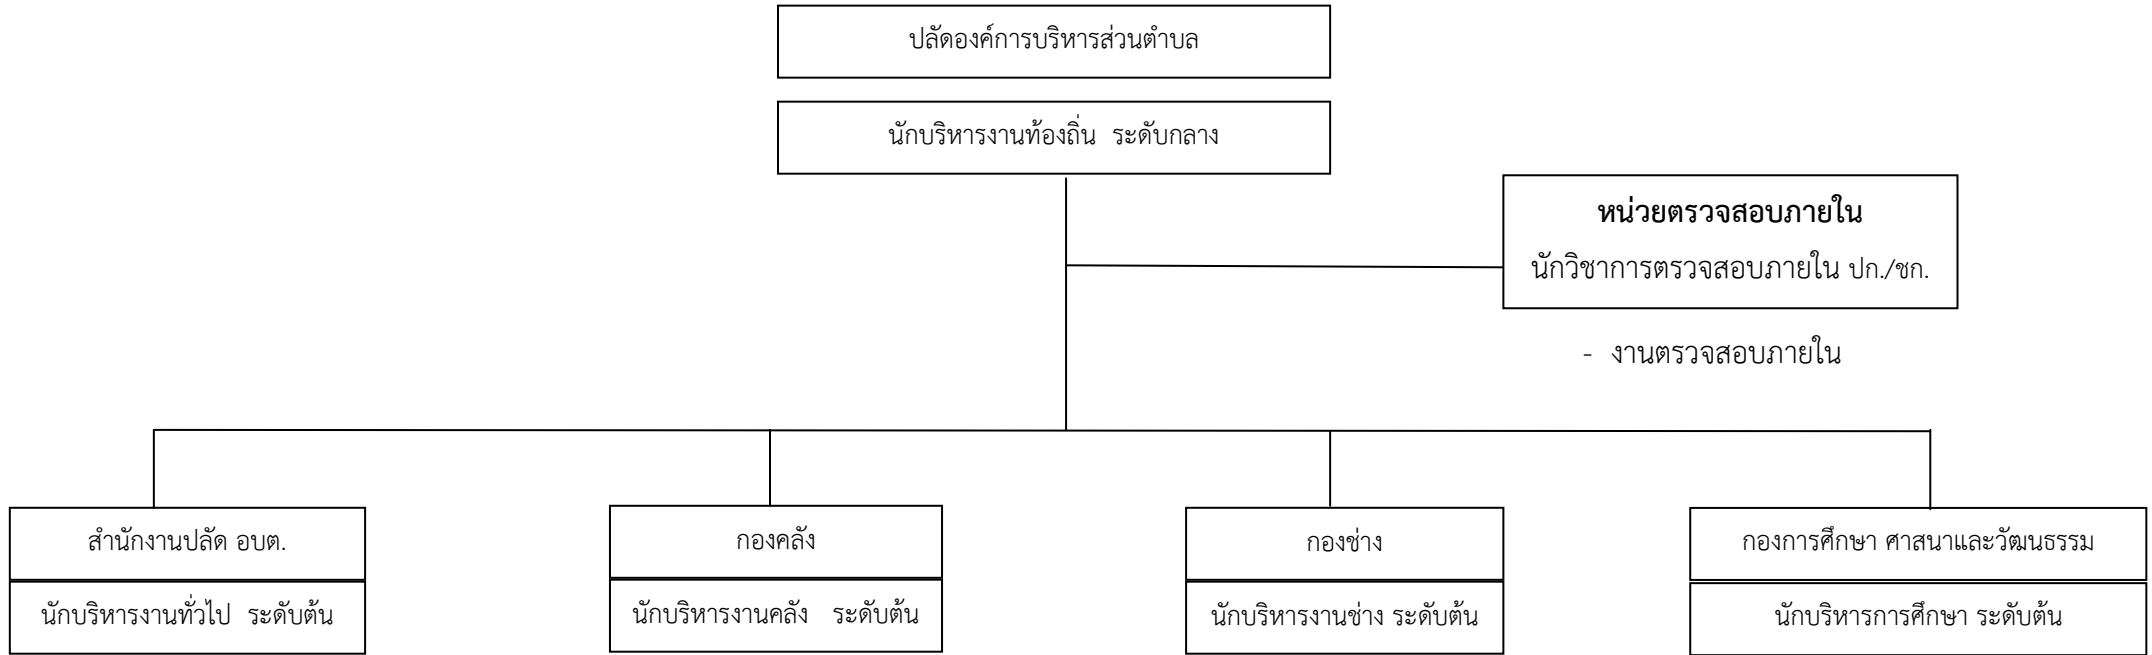 ปลัดองค์การบริหารส่วนตำบล
นักบริหารงานท้องถิ่น ระดับกลาง
หน่วยตรวจสอบภายใน
นักวิชาการตรวจสอบภายใน ปก./ชก.
- งานตรวจสอบภายใน
สำนักงานปลัด อบต.
นักบริหารงานทั่วไป ระดับต้น
กองคลัง
นักบริหารงานคลัง ระดับต้น
กองช่าง
นักบริหารงานช่าง ระดับต้น
กองการศึกษา ศาสนาและวัฒนธรรม
นักบริหารการศึกษา ระดับต้น